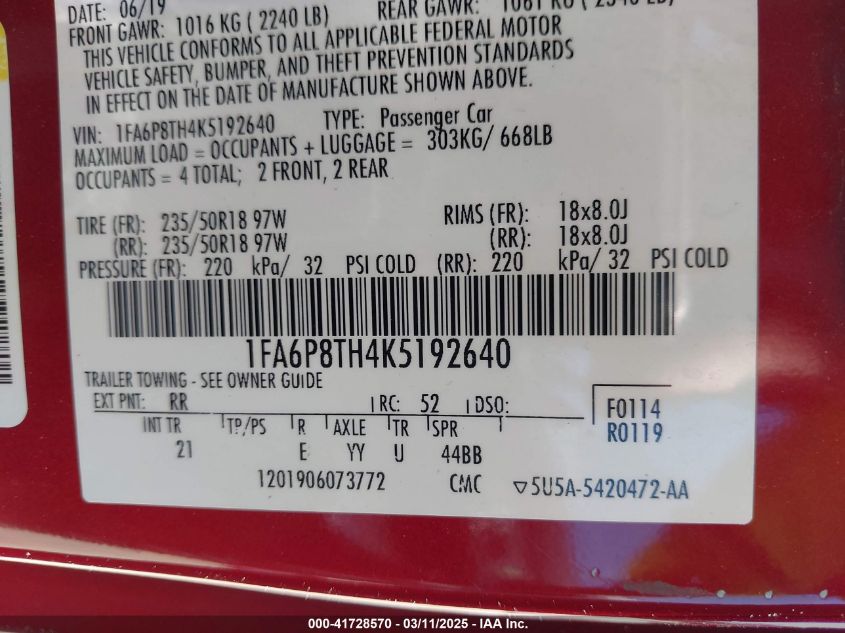 DATE: 06/19
FRONT GAWR: 1016 KG ( 2240 LB) REAR GAWR: 1061 KG ( 2340 LB)
THIS VEHICLE CONFORMS TO ALL APPLICABLE FEDERAL MOTOR
VEHICLE SAFETY, BUMPER, AND THEFT PREVENTION STANDARDS
IN EFFECT ON THE DATE OF MANUFACTURE SHOWN ABOVE.
VIN: 1FA6P8TH4K5192640 TYPE: Passenger Car
MAXIMUM LOAD = OCCUPANTS + LUGGAGE = 303KG/ 668LB
OCCUPANTS = 4 TOTAL; 2 FRONT, 2 REAR
TIRE (FR): 235/50R18 97W RIMS (FR): 18x8.0J
(RR): 235/50R18 97W (RR): 18x8.0J
PRESSURE (FR): 220 kPa/ 32 PSI COLD (RR): 220 kPa/ 32 PSI COLD
1FA6P8TH4K5192640
TRAILER TOWING - SEE OWNER GUIDE
EXT PNT: RR RC: 52 DSO: F0114
INT TR TP/PS R AXLE TR SPR R0119
21 E YY U 44BB
1201906073772 CMC ▽5U5A-5420472-AA
000-41728570 / 03/11/2025 - IAA Inc.